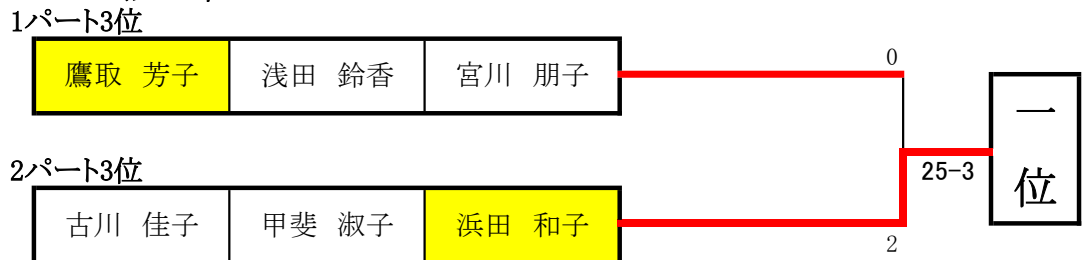 1パート3位
鷹取 芳子 浅田 鈴香 宮川 朋子
0
一位
25-3
2パート3位
古川 佳子 甲斐 淑子 浜田 和子
2